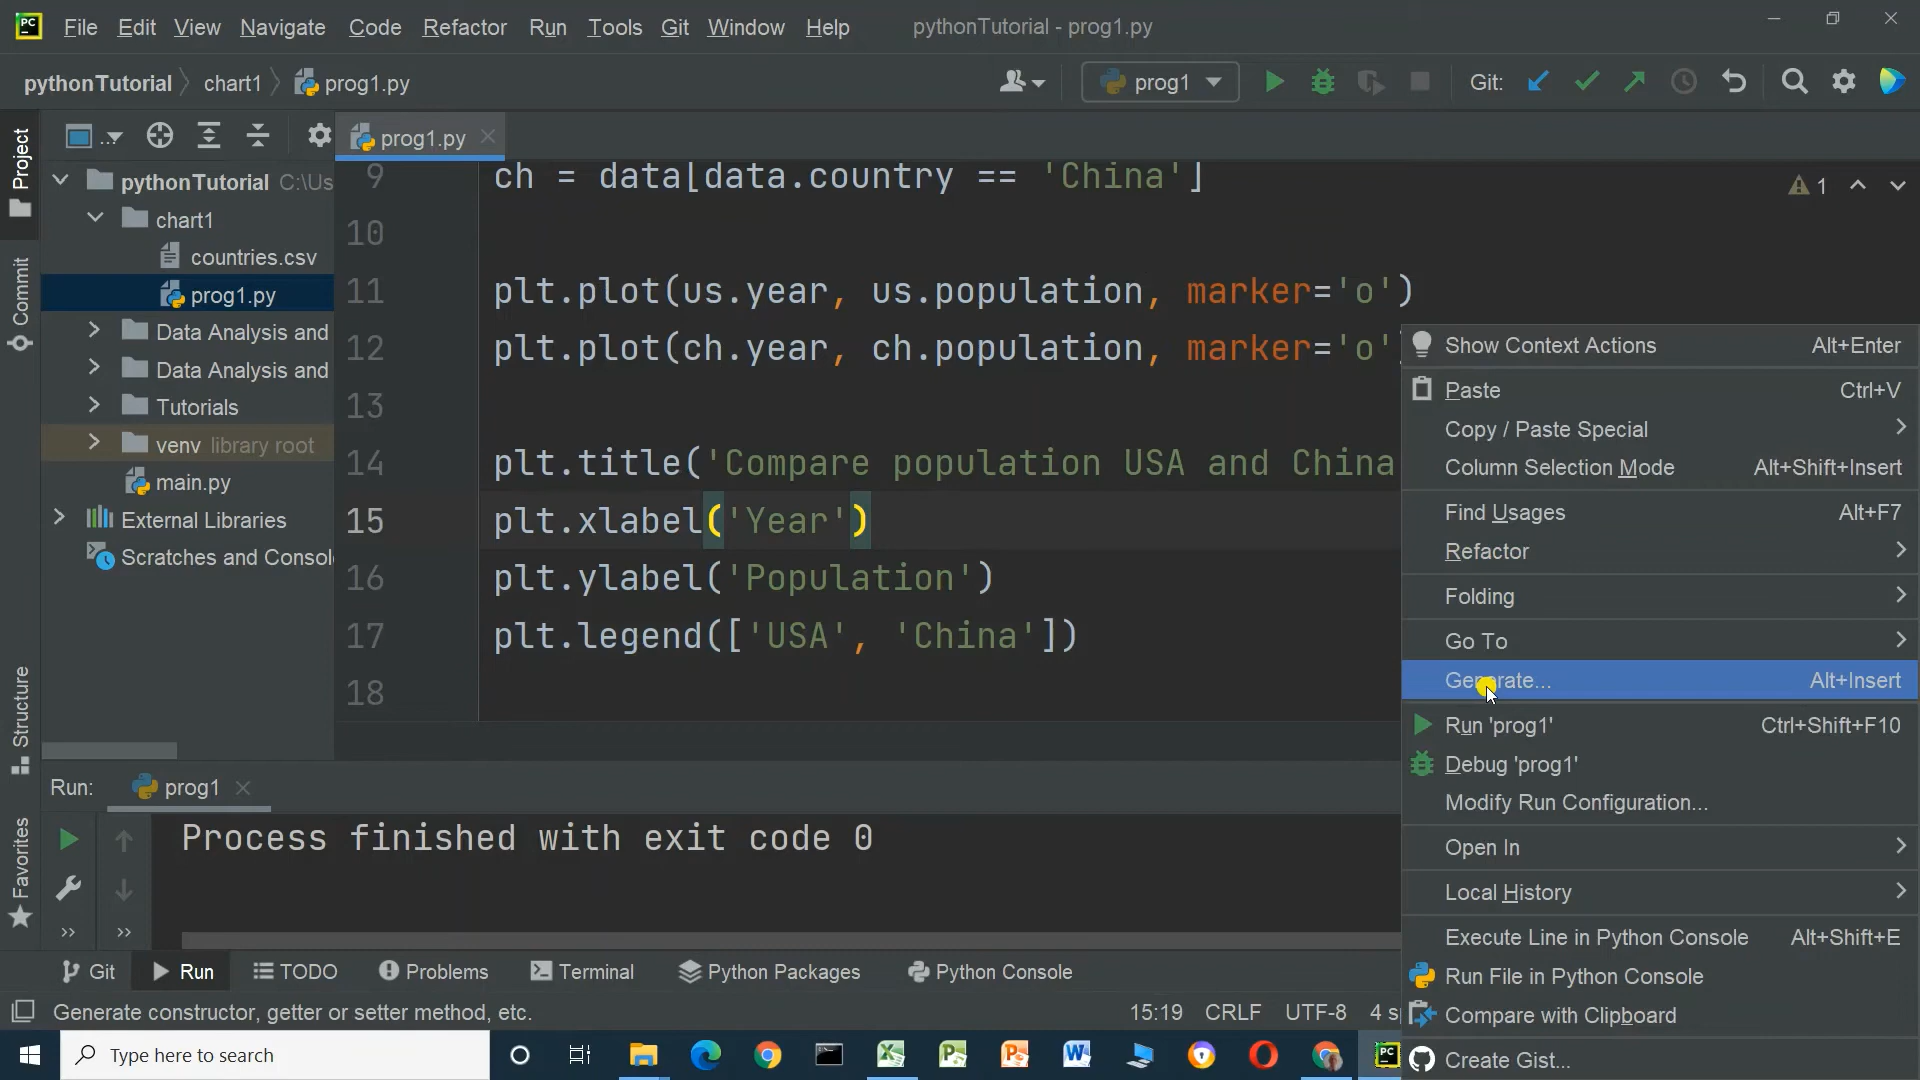 PC File Edit View Navigate Code Refactor Run Tools Git Window Help pythonTutorial - prog1.py
pythonTutorial chart1 prog1.py prog1 Git:
Project
Commit
Structure
Favorites
... prog1.py
pythonTutorial C:\Us
chart1
countries.csv
prog1.py
Data Analysis and
Data Analysis and
Tutorials
venv library root
main.py
External Libraries
Scratches and Consol
9 ch = data[data.country == 'China']
1
10
11 plt.plot(us.year, us.population, marker='o')
12 plt.plot(ch.year, ch.population, marker='o'
13
14 plt.title('Compare population USA and China
15 plt.xlabel('Year')
16 plt.ylabel('Population')
17 plt.legend(['USA', 'China'])
18
Show Context Actions Alt+Enter
Paste Ctrl+V
Copy / Paste Special
Column Selection Mode Alt+Shift+Insert
Find Usages Alt+F7
Refactor
Folding
Go To
Generate... Alt+Insert
Run 'prog1' Ctrl+Shift+F10
Debug 'prog1'
Modify Run Configuration...
Open In
Local History
Execute Line in Python Console Alt+Shift+E
Run File in Python Console
Compare with Clipboard
Create Gist...
Run: prog1
Process finished with exit code 0
Git Run TODO Problems Terminal Python Packages Python Console
Generate constructor, getter or setter method, etc. 15:19 CRLF UTF-8 4 s
Type here to search